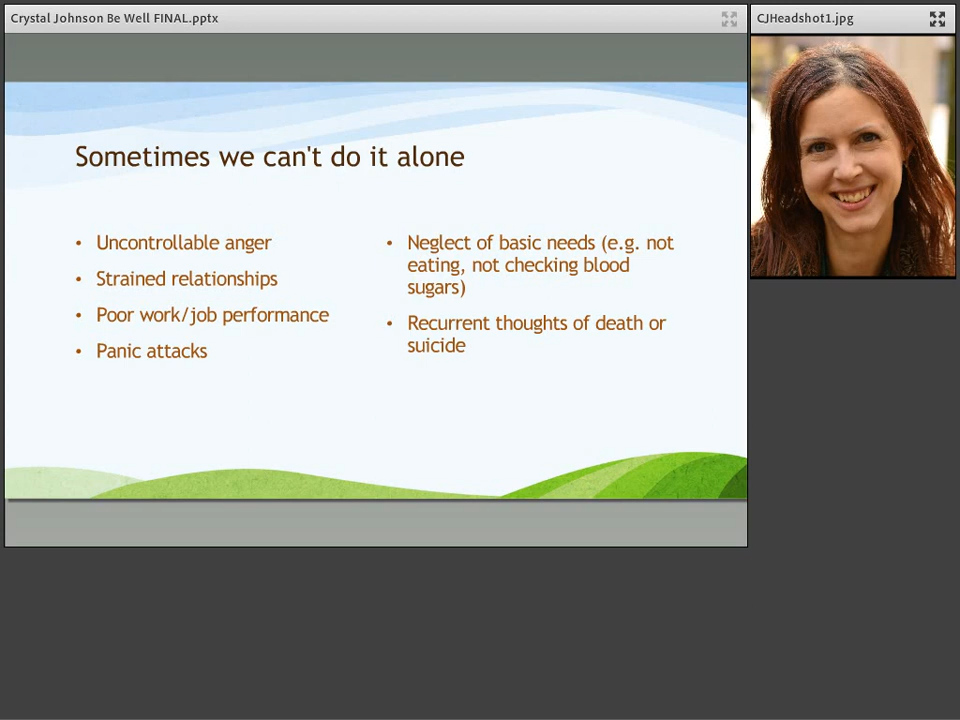 Crystal Johnson Be Well FINAL.pptx
CJHeadshot1.jpg
Sometimes we can't do it alone
• Uncontrollable anger
• Strained relationships
• Poor work/job performance
• Panic attacks
• Neglect of basic needs (e.g. not
eating, not checking blood
sugars)
• Recurrent thoughts of death or
suicide